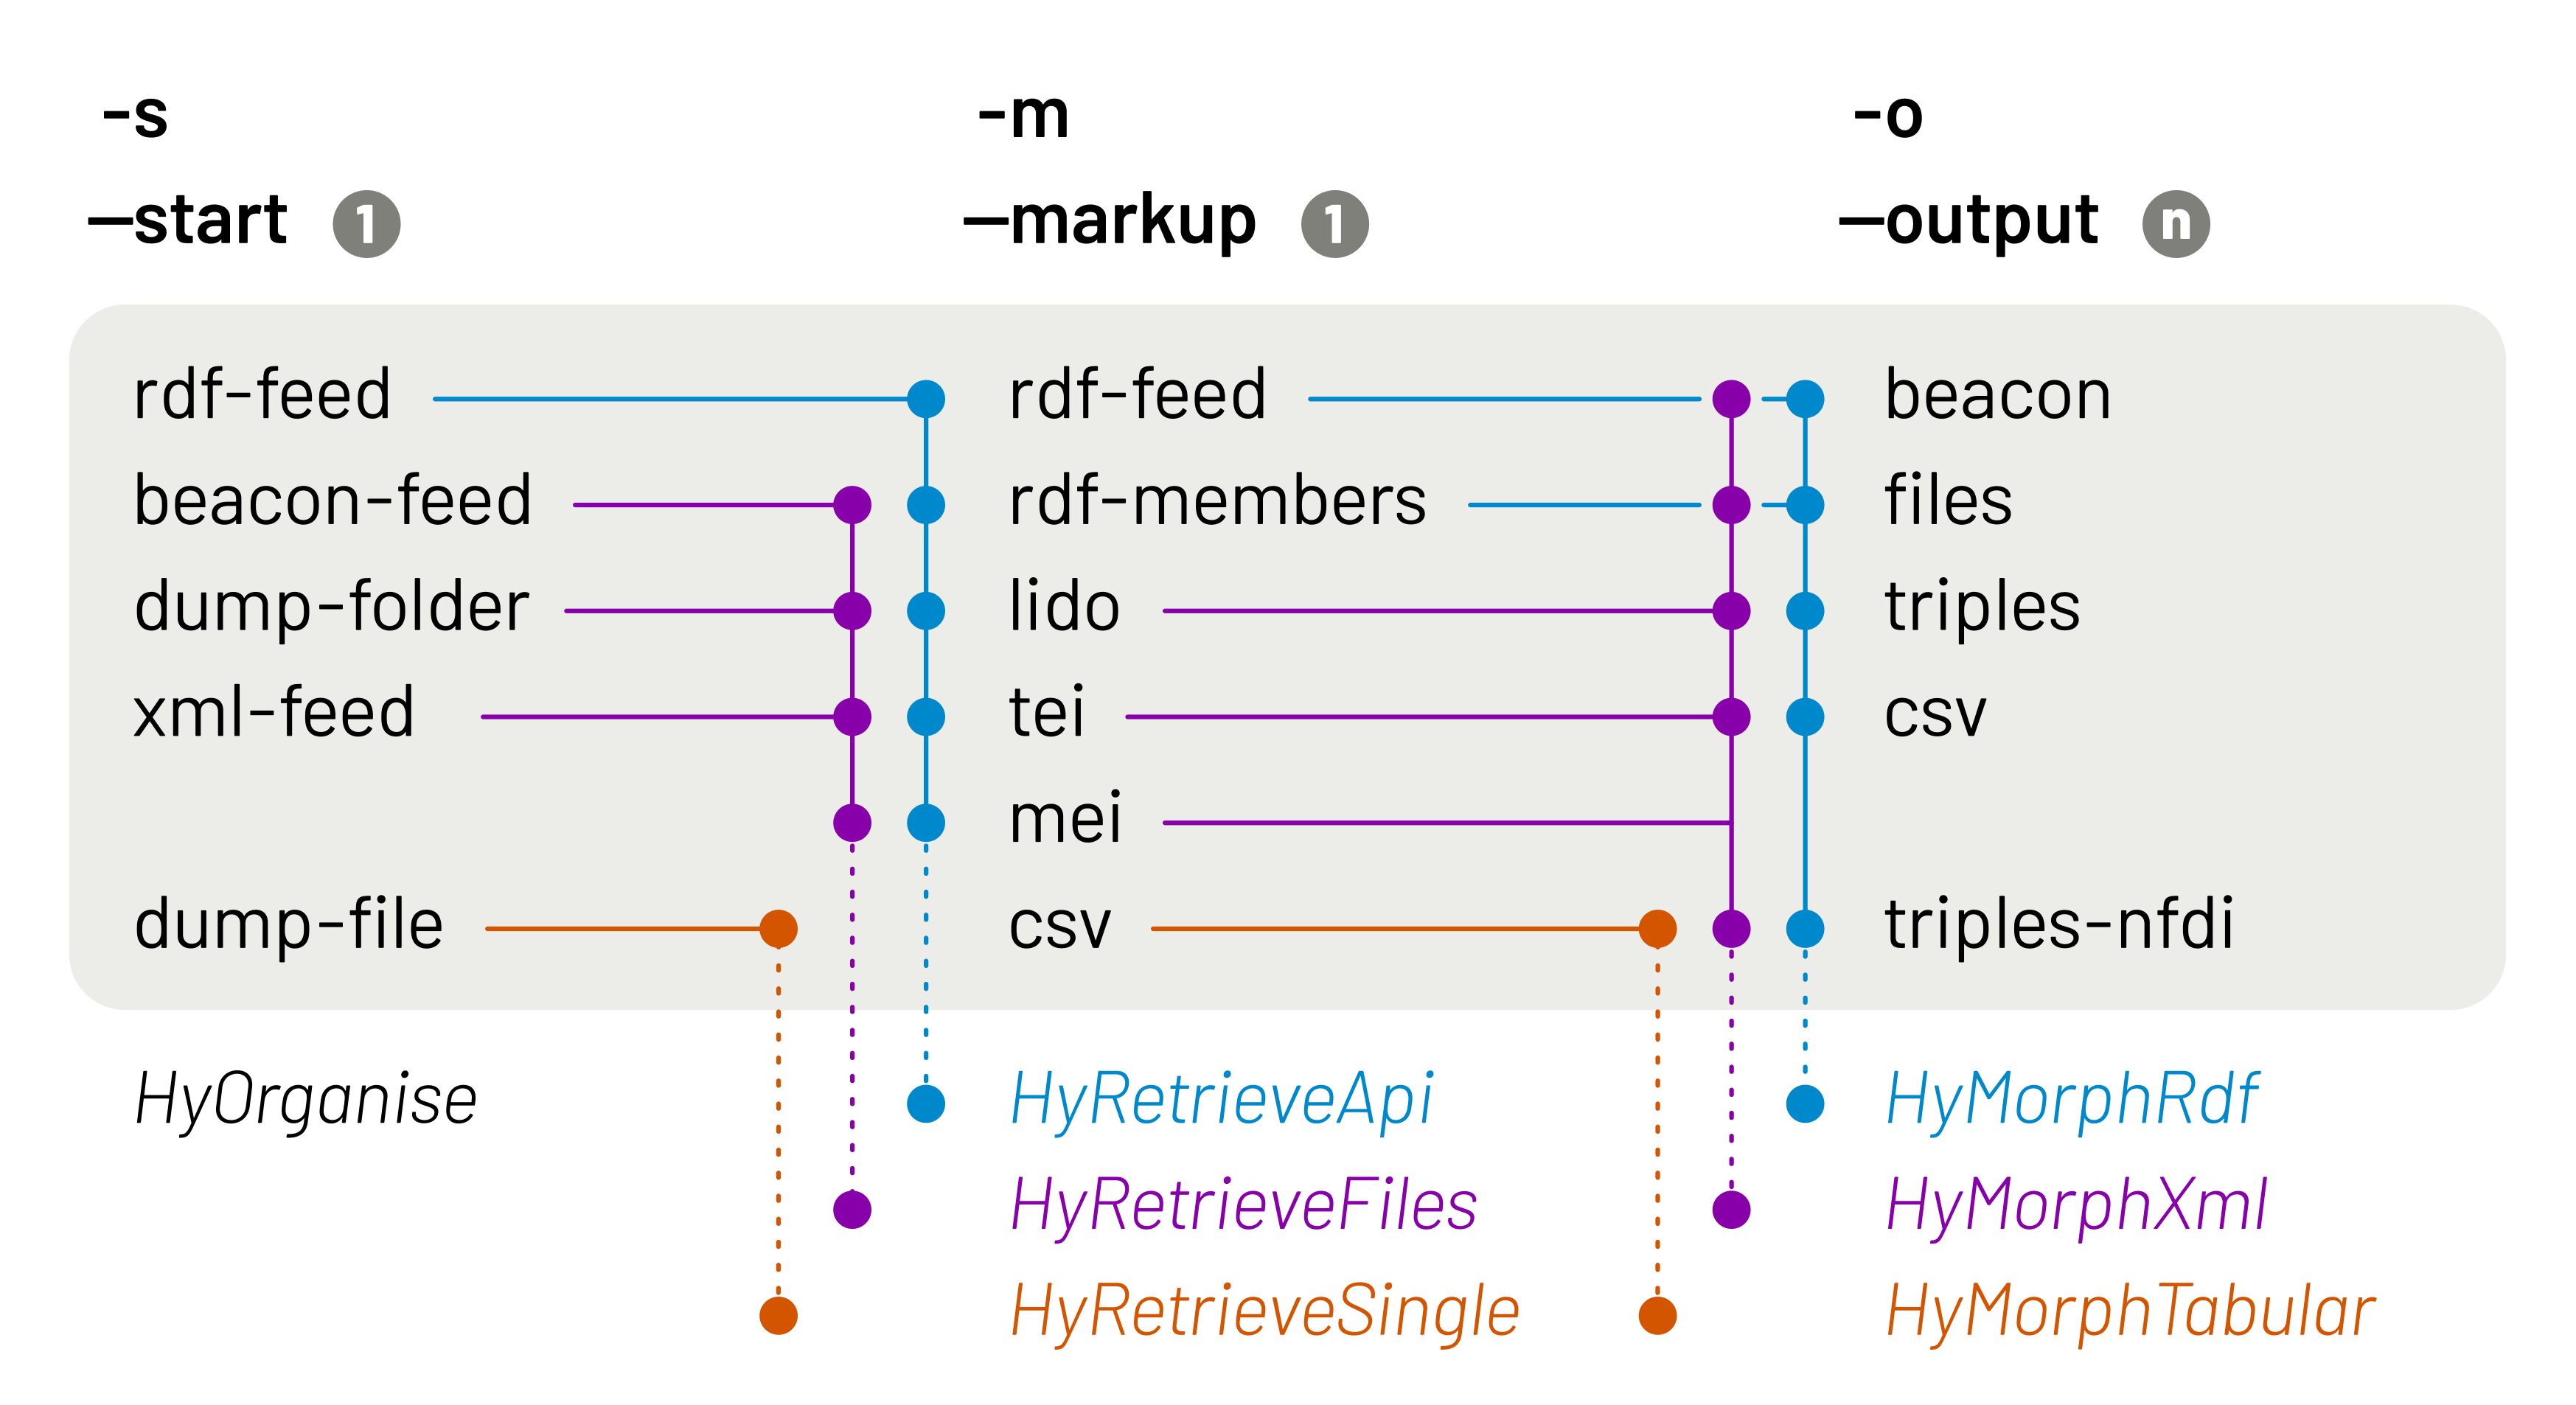 -s
—start 1
-m
—markup 1
-o
—output n
rdf-feed
beacon-feed
dump-folder
xml-feed
dump-file
rdf-feed
rdf-members
lido
tei
mei
csv
beacon
files
triples
csv
triples-nfdi
HyOrganise
HyRetrieveApi
HyRetrieveFiles
HyRetrieveSingle
HyMorphRdf
HyMorphXml
HyMorphTabular